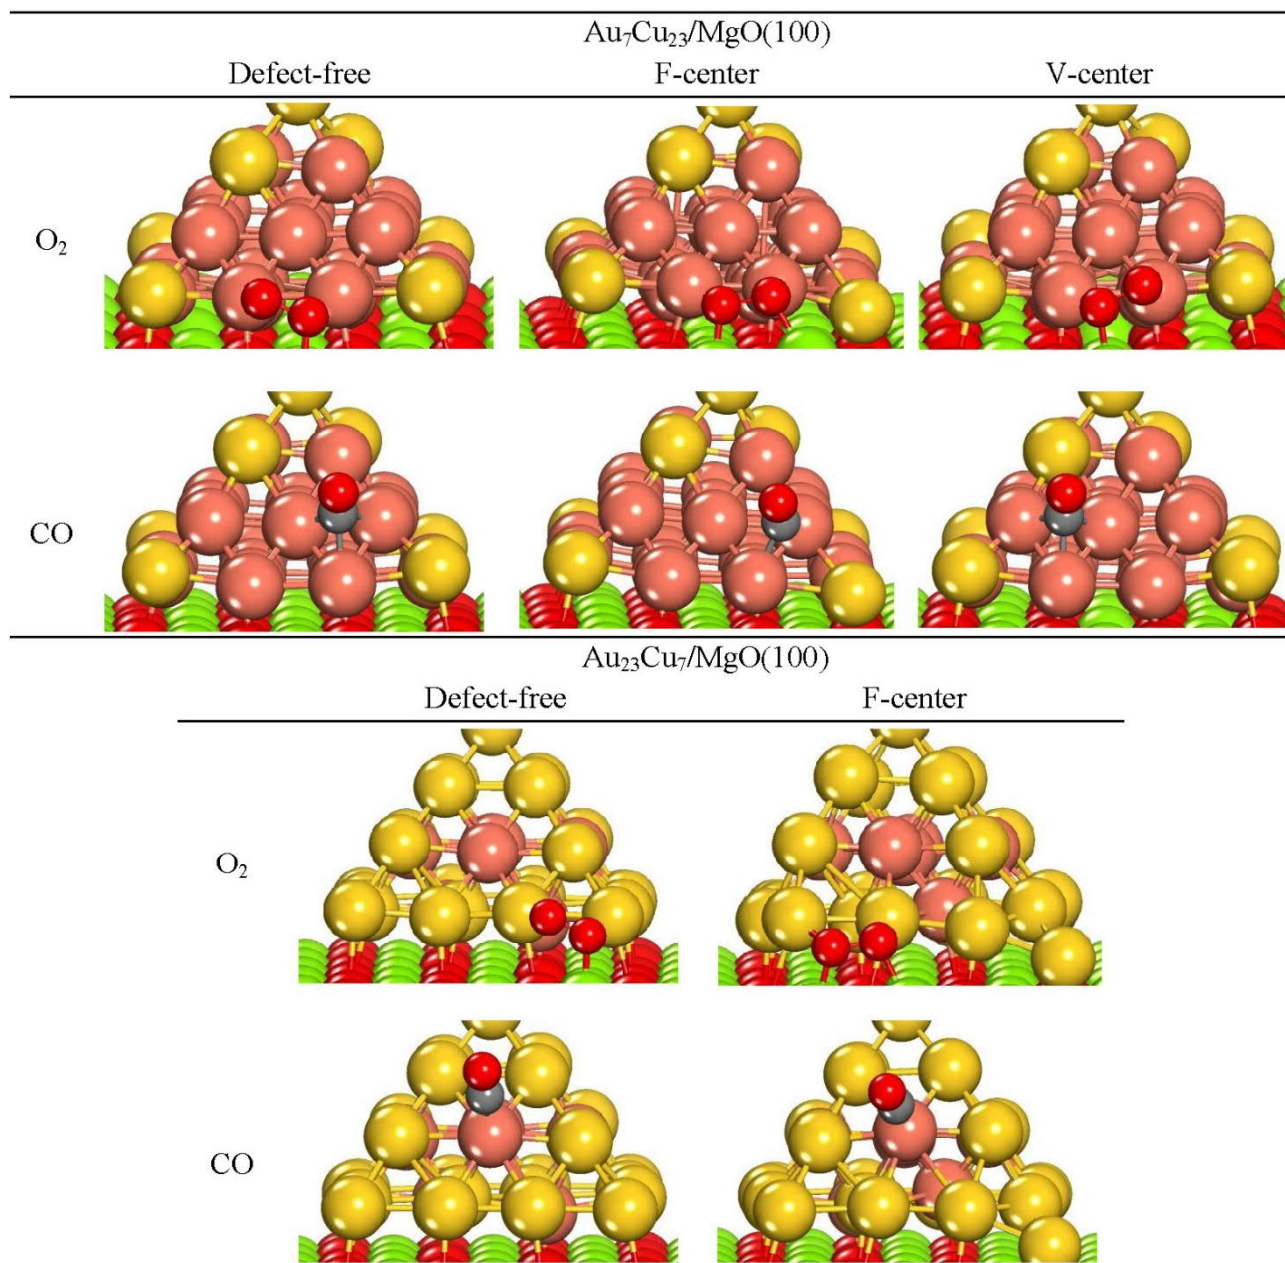 Au₇Cu₂₃/MgO(100)
Defect-free F-center V-center
O₂
CO
Au₂₃Cu₇/MgO(100)
Defect-free F-center
O₂
CO